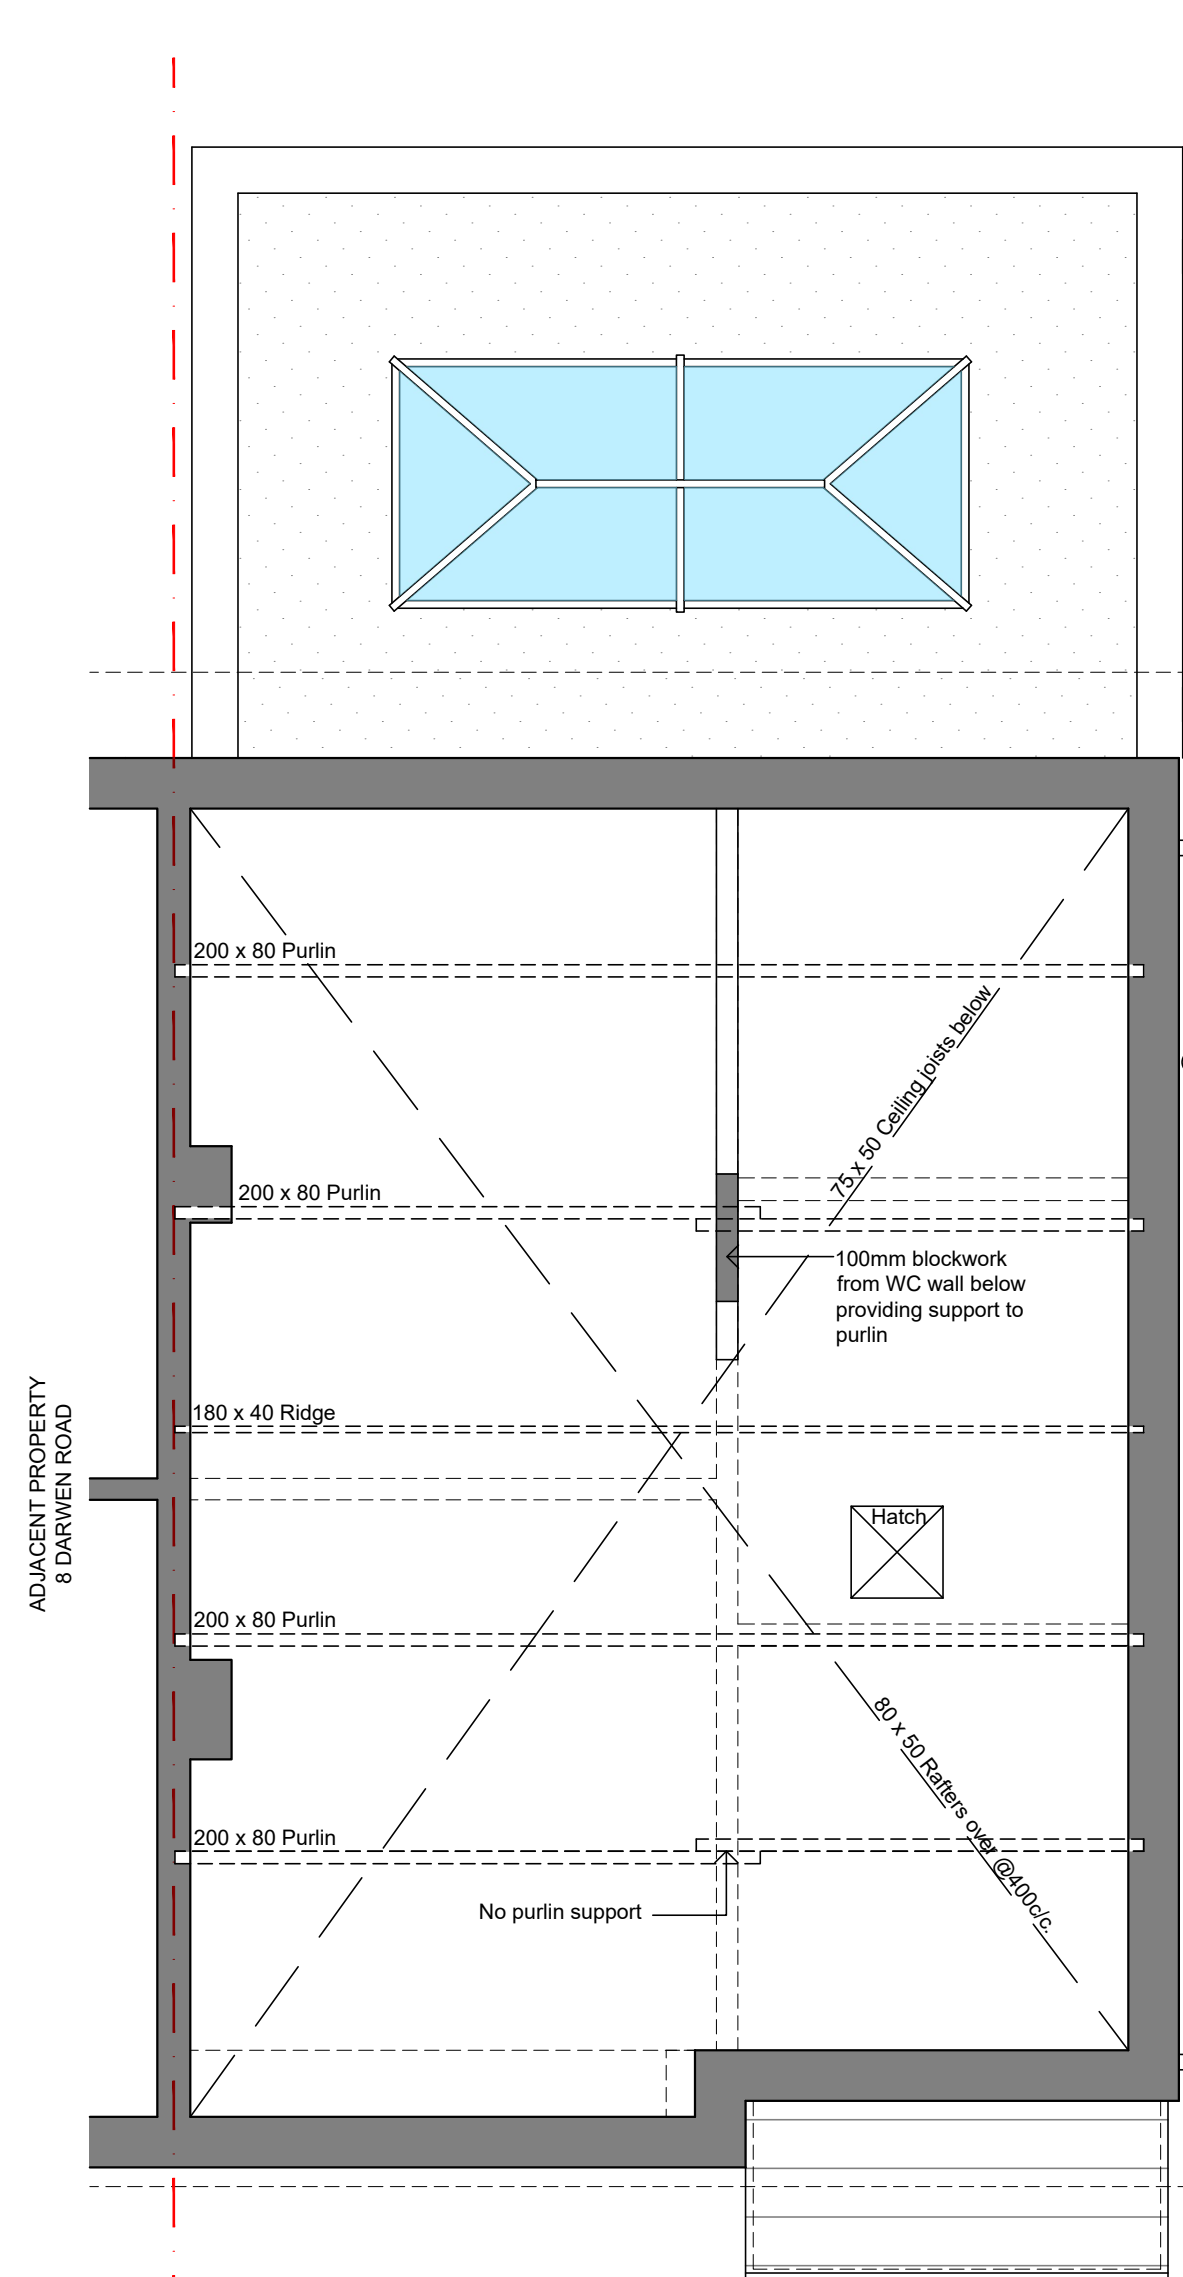 200 x 80 Purlin
75 x 50 Ceiling joists below
200 x 80 Purlin
100mm blockwork
from WC wall below
providing support to
purlin
ADJACENT PROPERTY
8 DARWEN ROAD
180 x 40 Ridge
Hatch
200 x 80 Purlin
80 x 50 Rafters over @400c/c.
200 x 80 Purlin
No purlin support